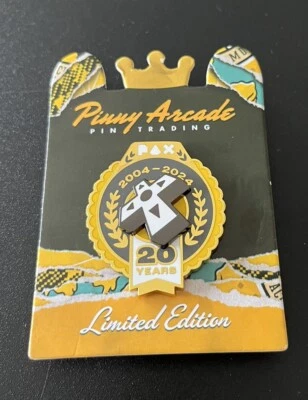 Pinny Arcade
PIN TRADING
PAX
2004-2024
20
YEARS
Limited Edition